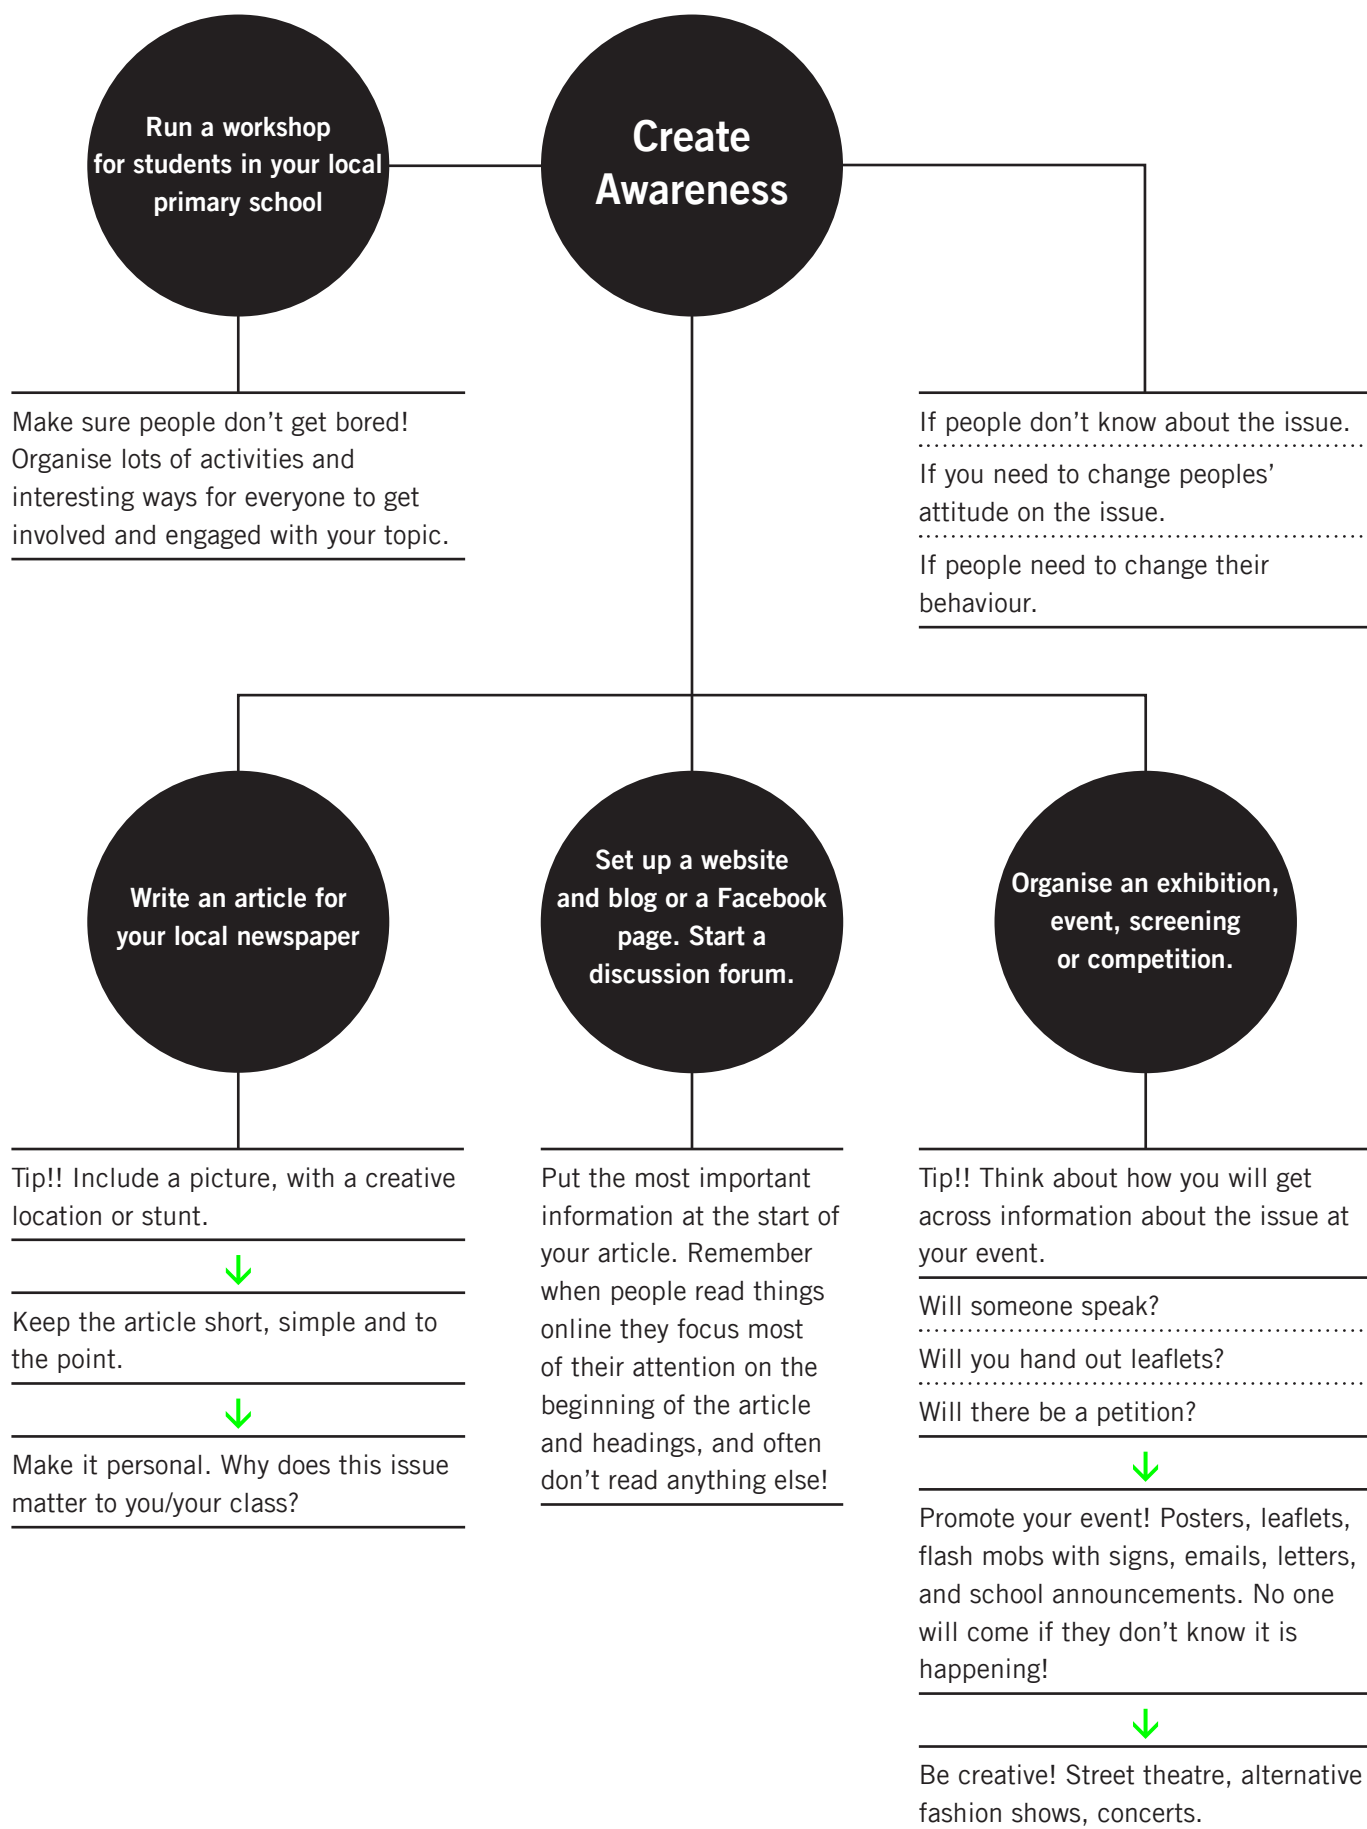 Run a workshop
for students in your local
primary school
Create
Awareness
Make sure people don't get bored!
Organise lots of activities and
interesting ways for everyone to get
involved and engaged with your topic.
If people don't know about the issue.
If you need to change peoples'
attitude on the issue.
If people need to change their
behaviour.
Write an article for
your local newspaper
Set up a website
and blog or a Facebook
page. Start a
discussion forum.
Organise an exhibition,
event, screening
or competition.
Tip!! Include a picture, with a creative
location or stunt.
Keep the article short, simple and to
the point.
Make it personal. Why does this issue
matter to you/your class?
Put the most important
information at the start of
your article. Remember
when people read things
online they focus most
of their attention on the
beginning of the article
and headings, and often
don't read anything else!
Tip!! Think about how you will get
across information about the issue at
your event.
Will someone speak?
Will you hand out leaflets?
Will there be a petition?
Promote your event! Posters, leaflets,
flash mobs with signs, emails, letters,
and school announcements. No one
will come if they don't know it is
happening!
Be creative! Street theatre, alternative
fashion shows, concerts.